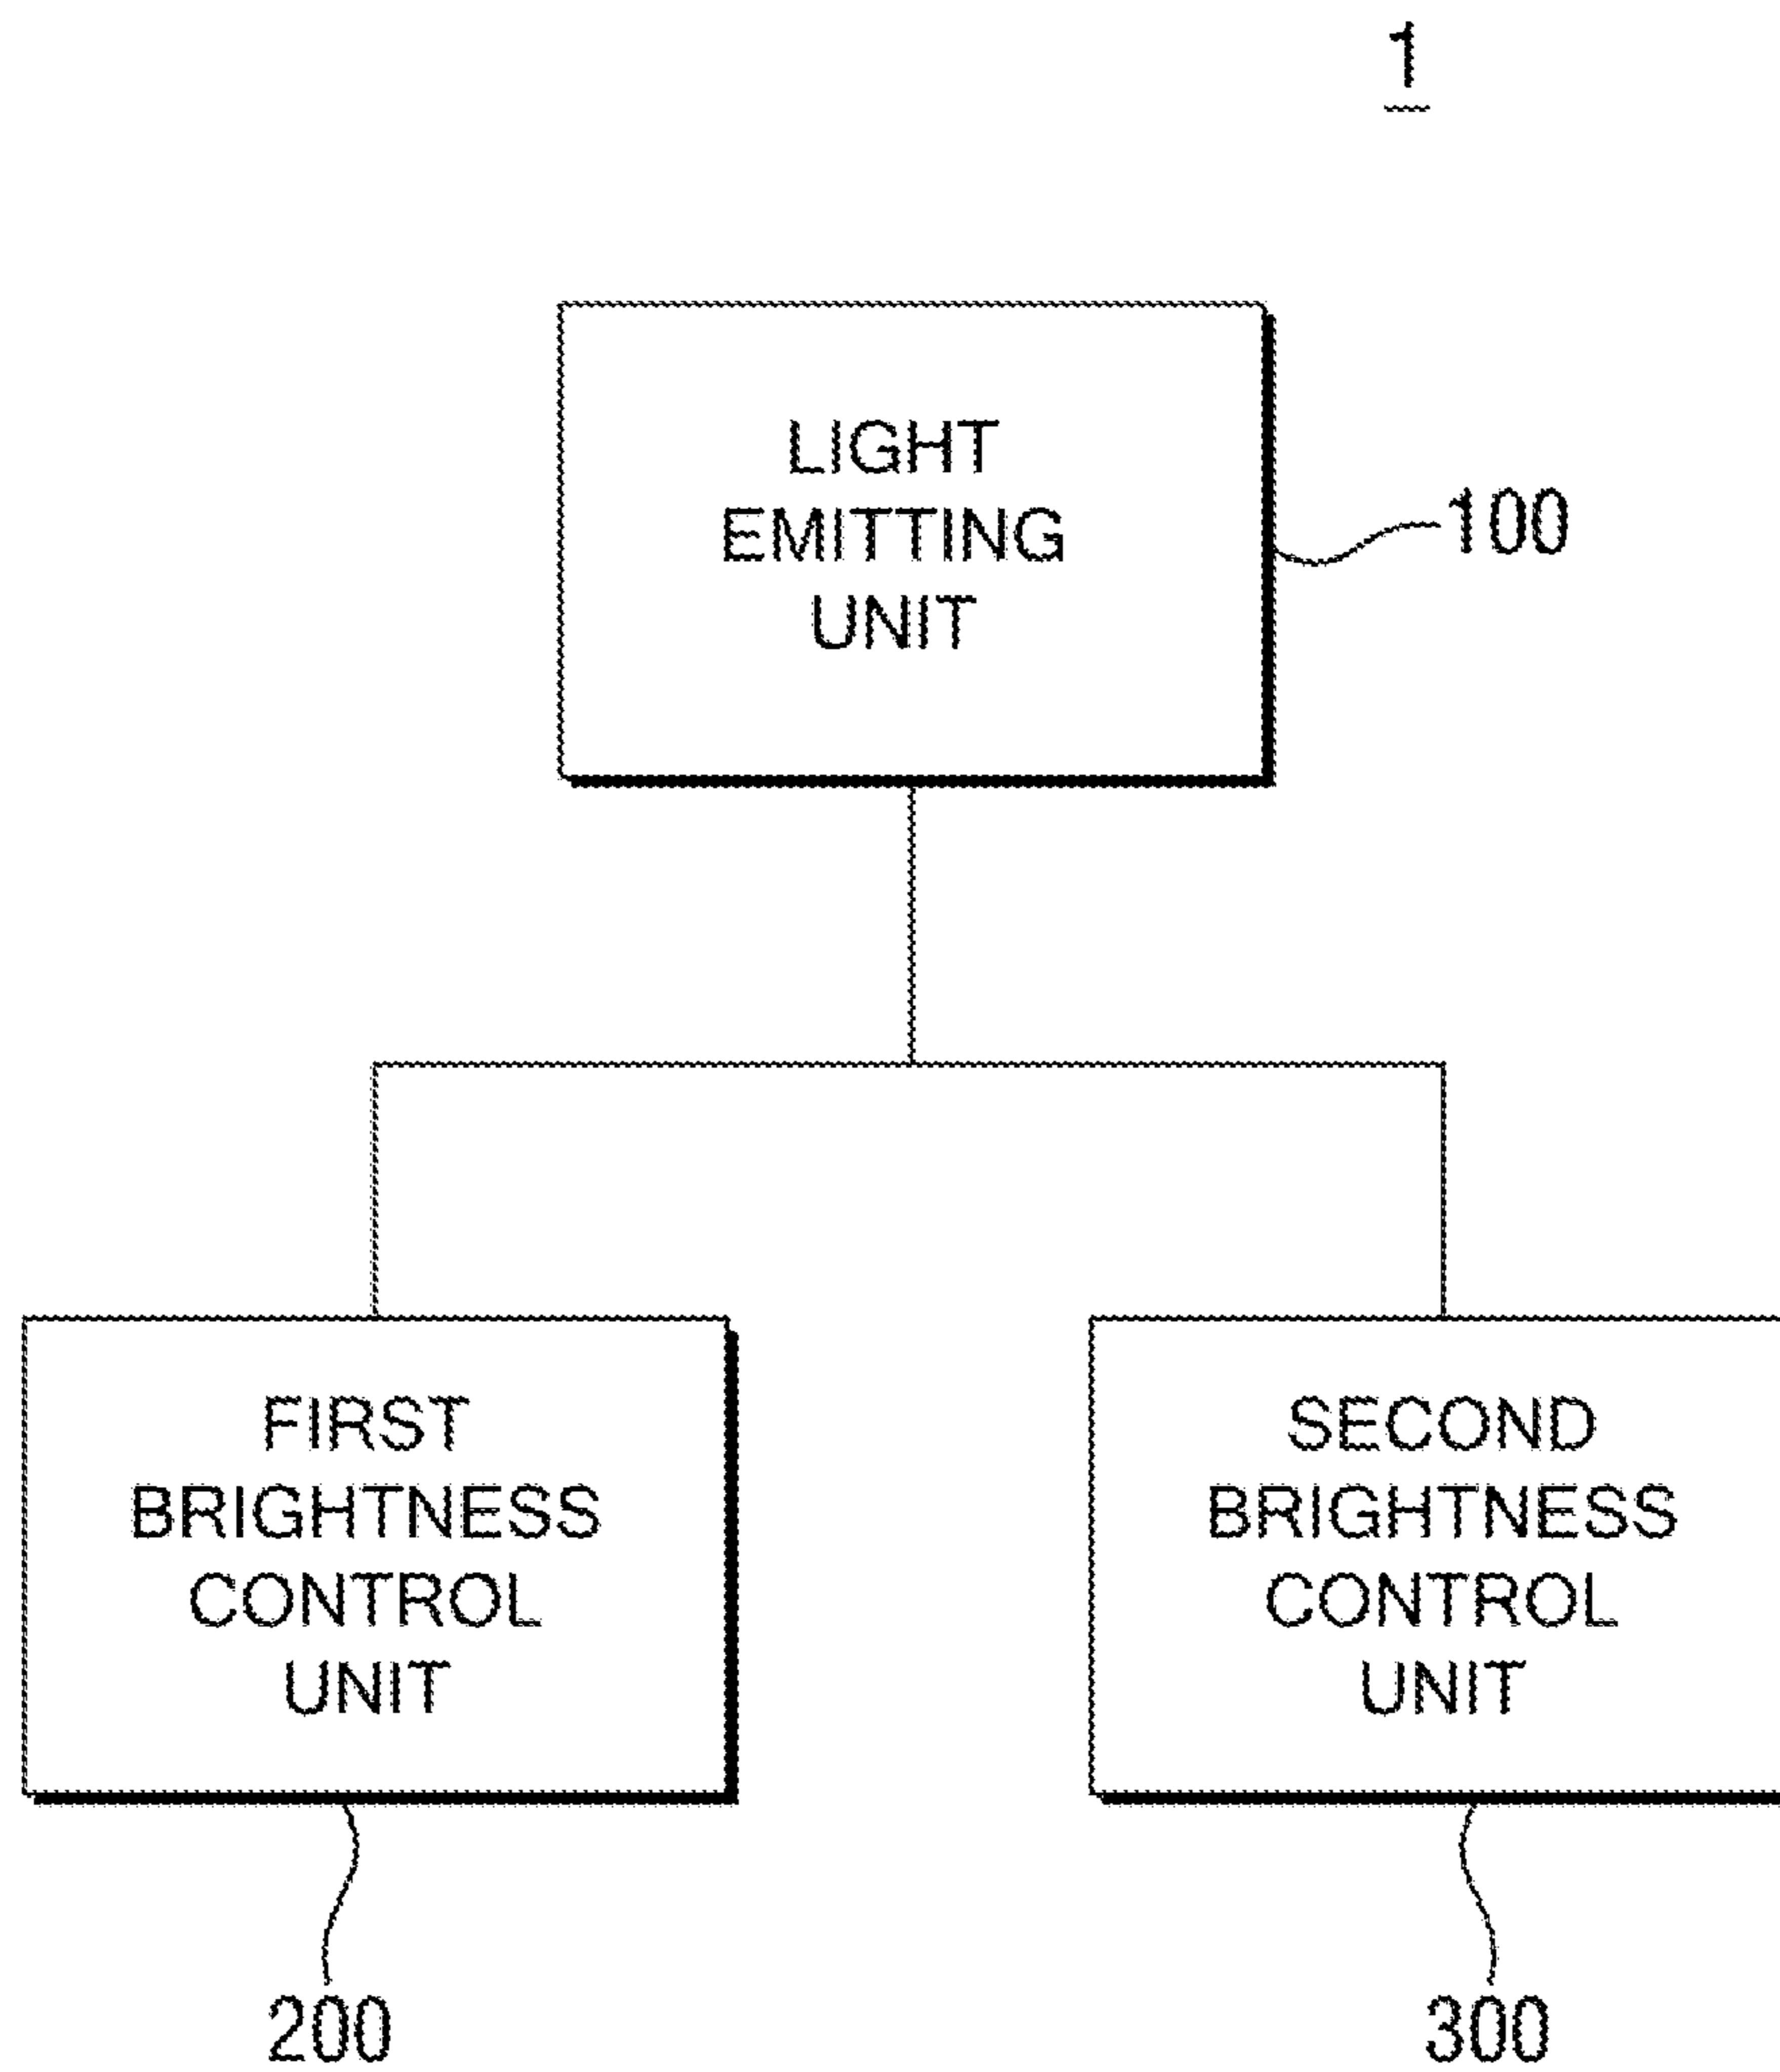 1
LIGHT
EMITTING
UNIT
100
FIRST
BRIGHTNESS
CONTROL
UNIT
SECOND
BRIGHTNESS
CONTROL
UNIT
200
300